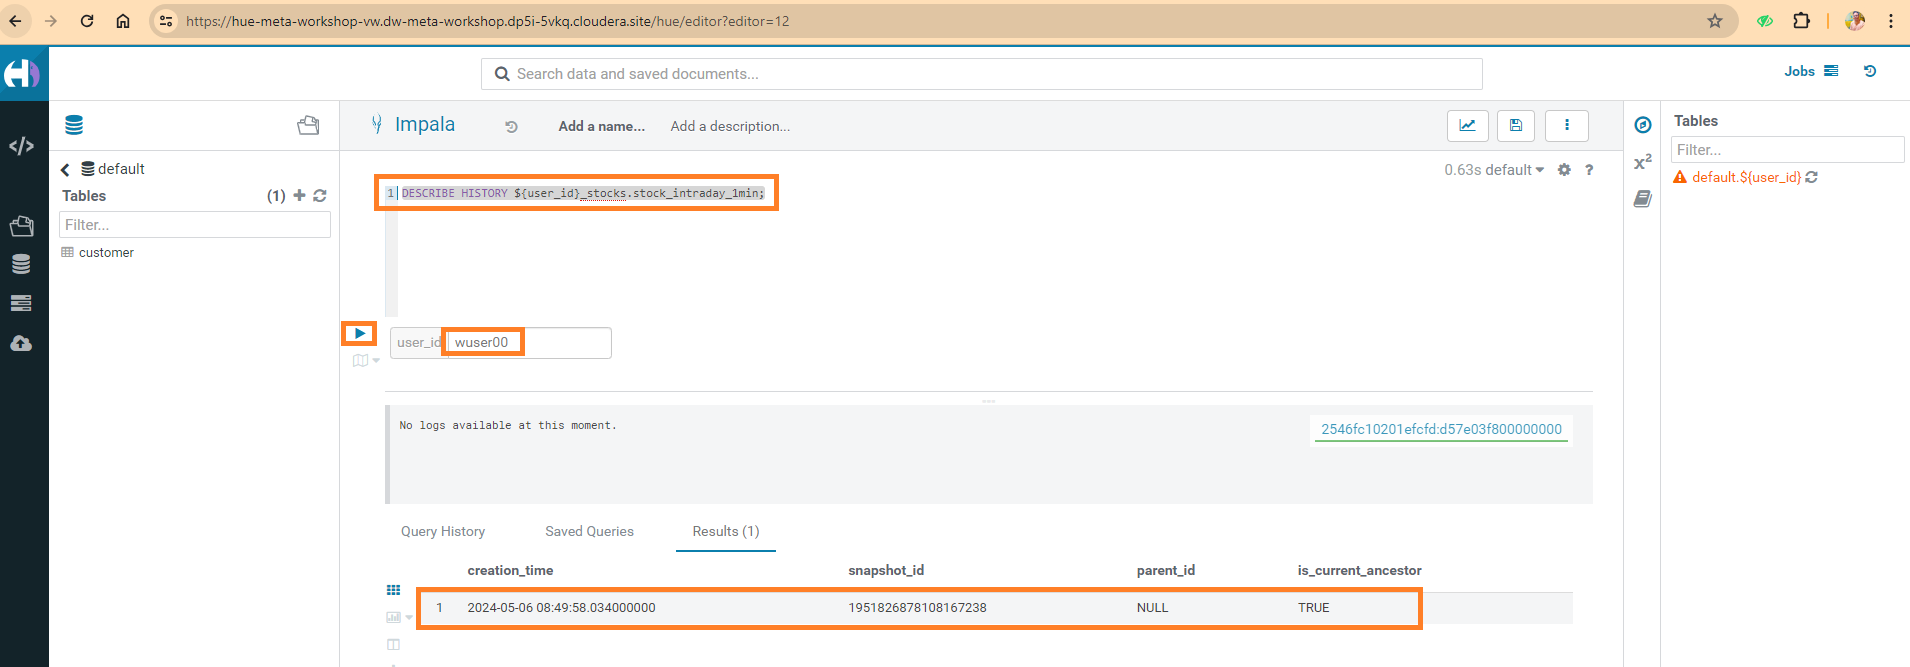 https://hue-meta-workshop-vw.dw-meta-workshop.dp5i-5vkq.cloudera.site/hue/editor?editor=12
Search data and saved documents...
Jobs
Impala
Add a name...
Add a description...
default
Tables
(1)
Filter...
customer
0.63s default
?
1 DESCRIBE HISTORY ${user_id}_stocks.stock_intraday_1min;
user_id wuser00
No logs available at this moment.
2546fc10201efcfd:d57e03f800000000
Query History
Saved Queries
Results (1)
creation_time snapshot_id parent_id is_current_ancestor
1 2024-05-06 08:49:58.034000000 1951826878108167238 NULL TRUE
x²
Tables
Filter...
default.${user_id}